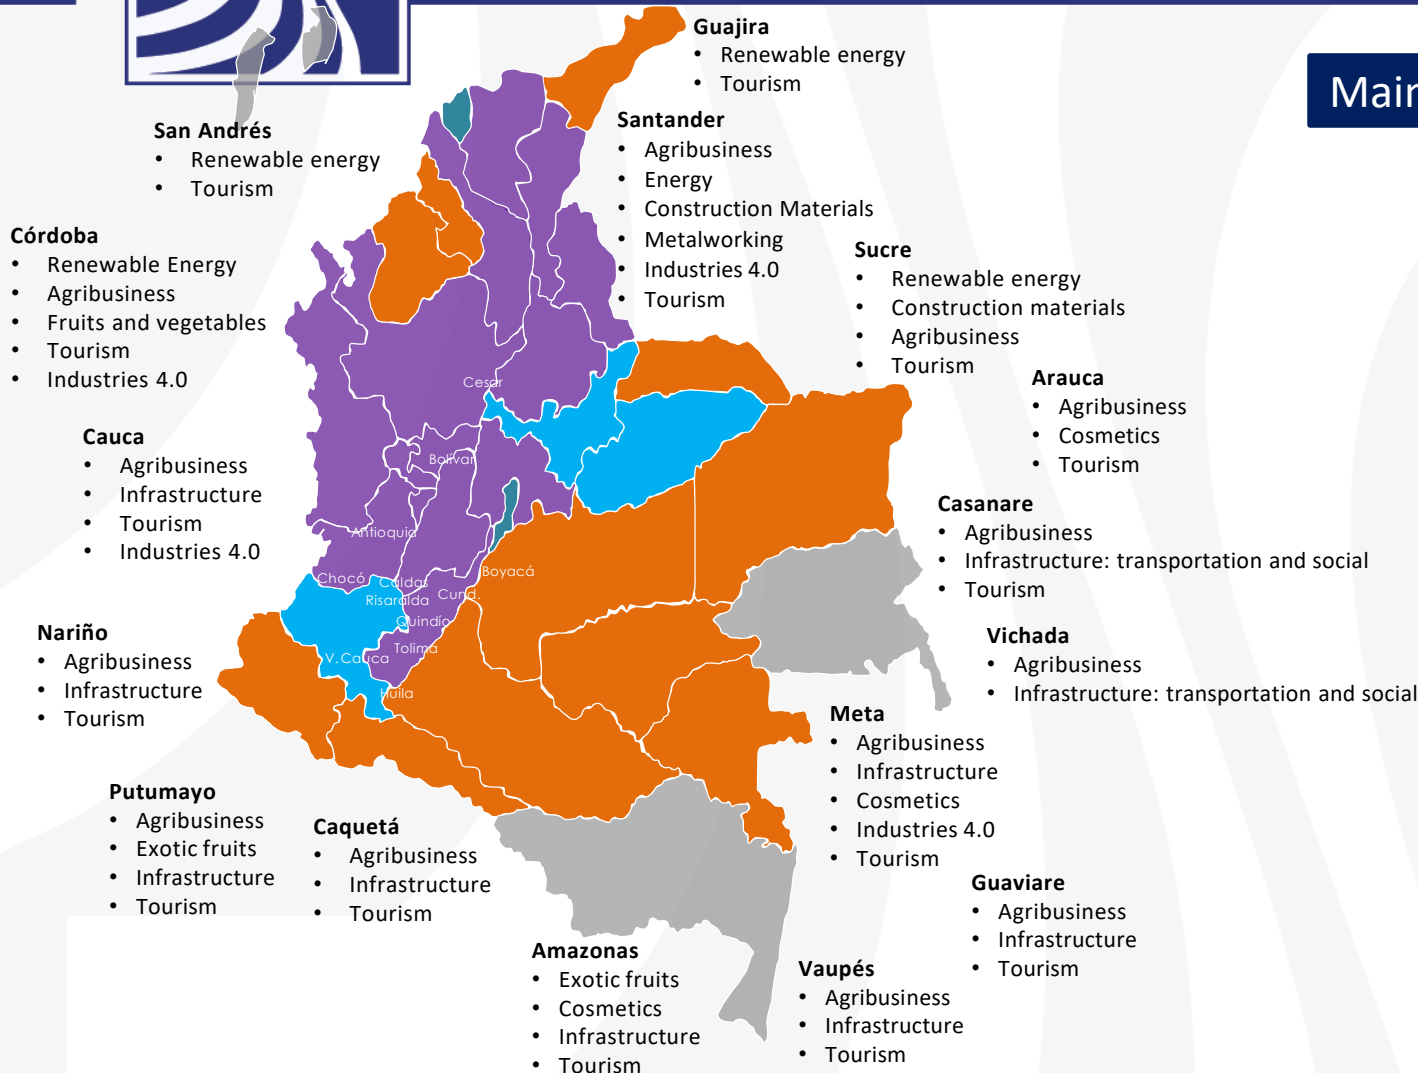 Guajira
• Renewable energy
• Tourism
Main
San Andrés
• Renewable energy
• Tourism
Santander
• Agribusiness
• Energy
• Construction Materials
• Metalworking
• Industries 4.0
• Tourism
Córdoba
• Renewable Energy
• Agribusiness
• Fruits and vegetables
• Tourism
• Industries 4.0
Sucre
• Renewable energy
• Construction materials
• Agribusiness
• Tourism
Arauca
• Agribusiness
• Cosmetics
• Tourism
Cauca
• Agribusiness
• Infrastructure
• Tourism
• Industries 4.0
Casanare
• Agribusiness
• Infrastructure: transportation and social
• Tourism
Cesar
Bolívar
Antioquia
Boyacá
Chocó
Caldas
Risaralda
Cund.
Quindío
Tolima
V.Cauca
Huila
Nariño
• Agribusiness
• Infrastructure
• Tourism
Vichada
• Agribusiness
• Infrastructure: transportation and social
Meta
• Agribusiness
• Infrastructure
• Cosmetics
• Industries 4.0
• Tourism
Putumayo
• Agribusiness
• Exotic fruits
• Infrastructure
• Tourism
Caquetá
• Agribusiness
• Infrastructure
• Tourism
Guaviare
• Agribusiness
• Infrastructure
• Tourism
Amazonas
• Exotic fruits
• Cosmetics
• Infrastructure
• Tourism
Vaupés
• Agribusiness
• Infrastructure
• Tourism